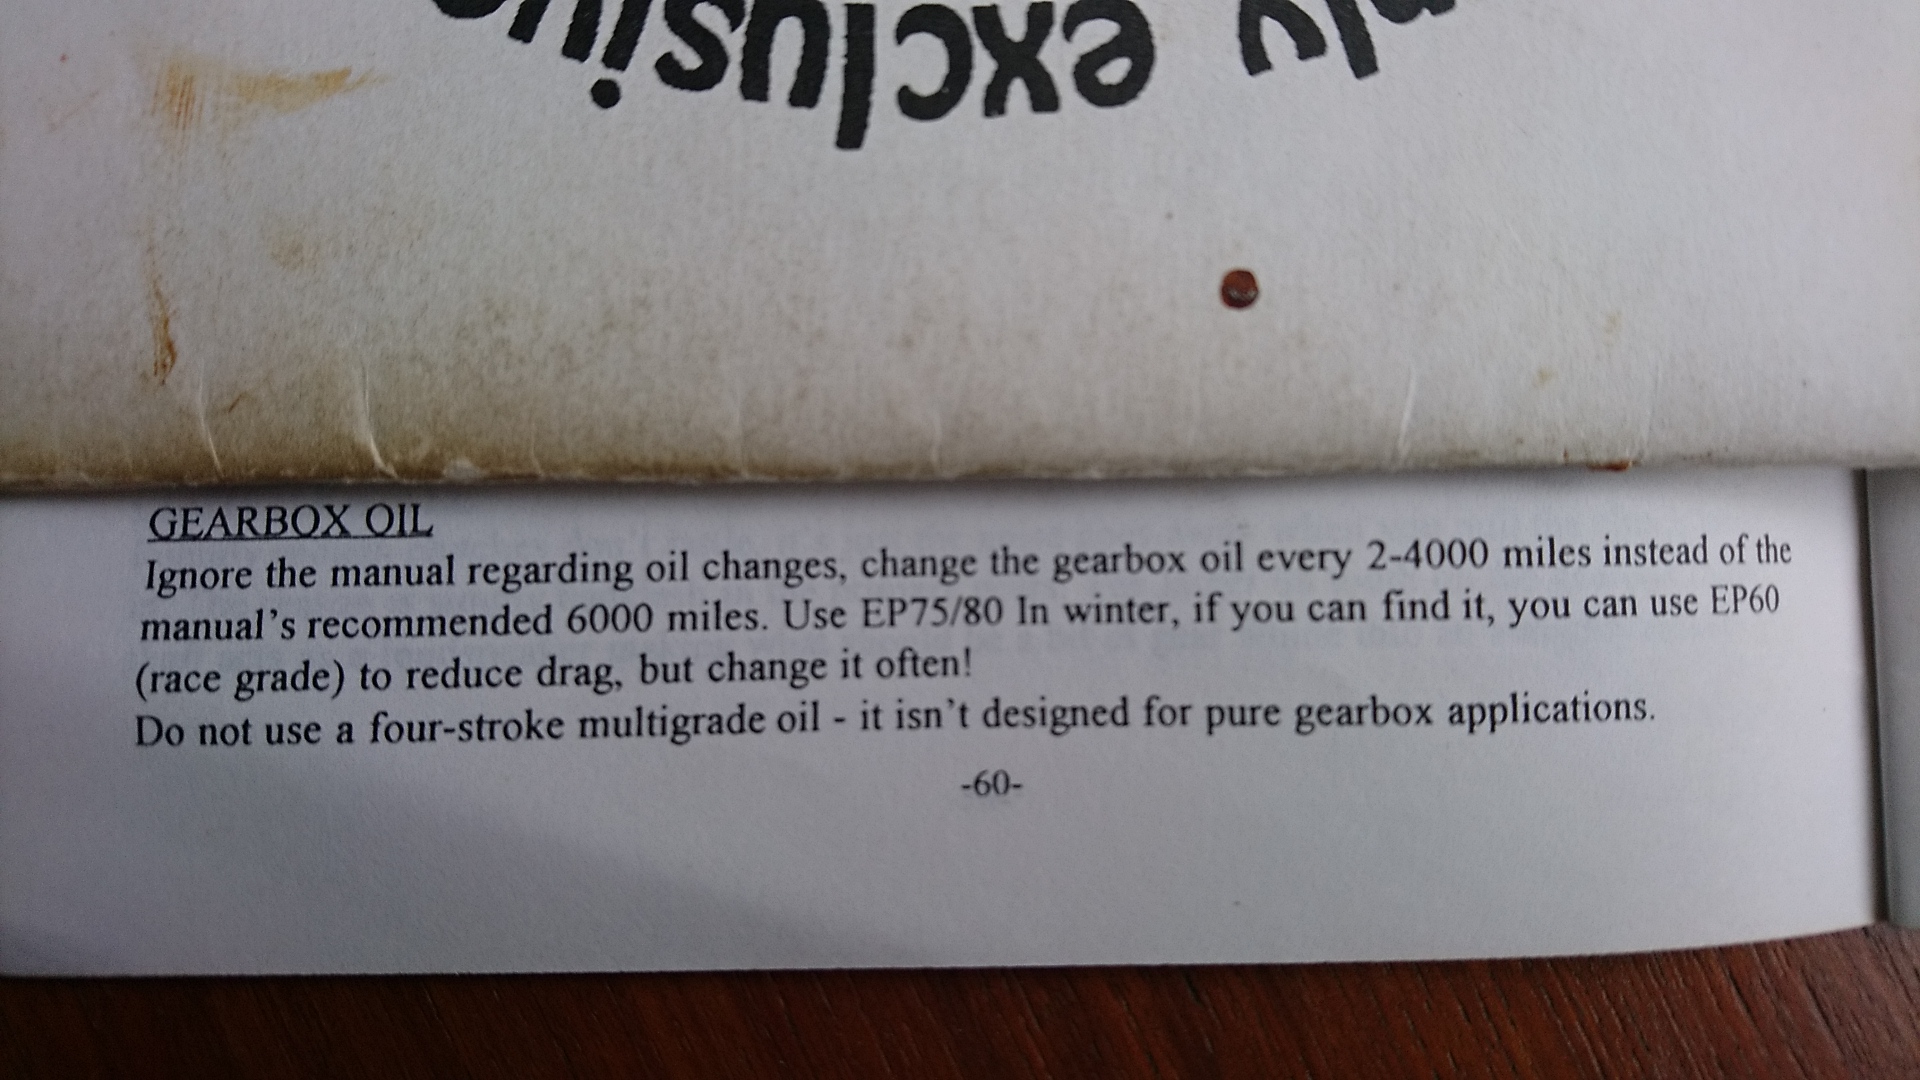 exclusiv
GEARBOX OIL
Ignore the manual regarding oil changes, change the gearbox oil every 2-4000 miles instead of the
manual's recommended 6000 miles. Use EP75/80 In winter, if you can find it, you can use EP60
(race grade) to reduce drag, but change it often!
Do not use a four-stroke multigrade oil - it isn't designed for pure gearbox applications.
-60-